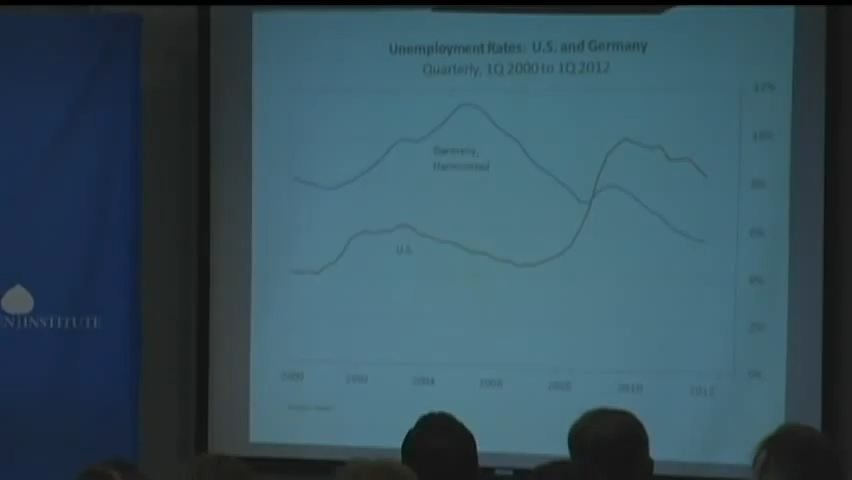 Unemployment Rates: U.S. and Germany
Quarterly, 1Q 2000 to 1Q 2012
12%
10%
Germany,
Harmonized
8%
6%
U.S.
4%
2%
0%
2000 2002 2004 2006 2008 2010 2012
INSTITUTE